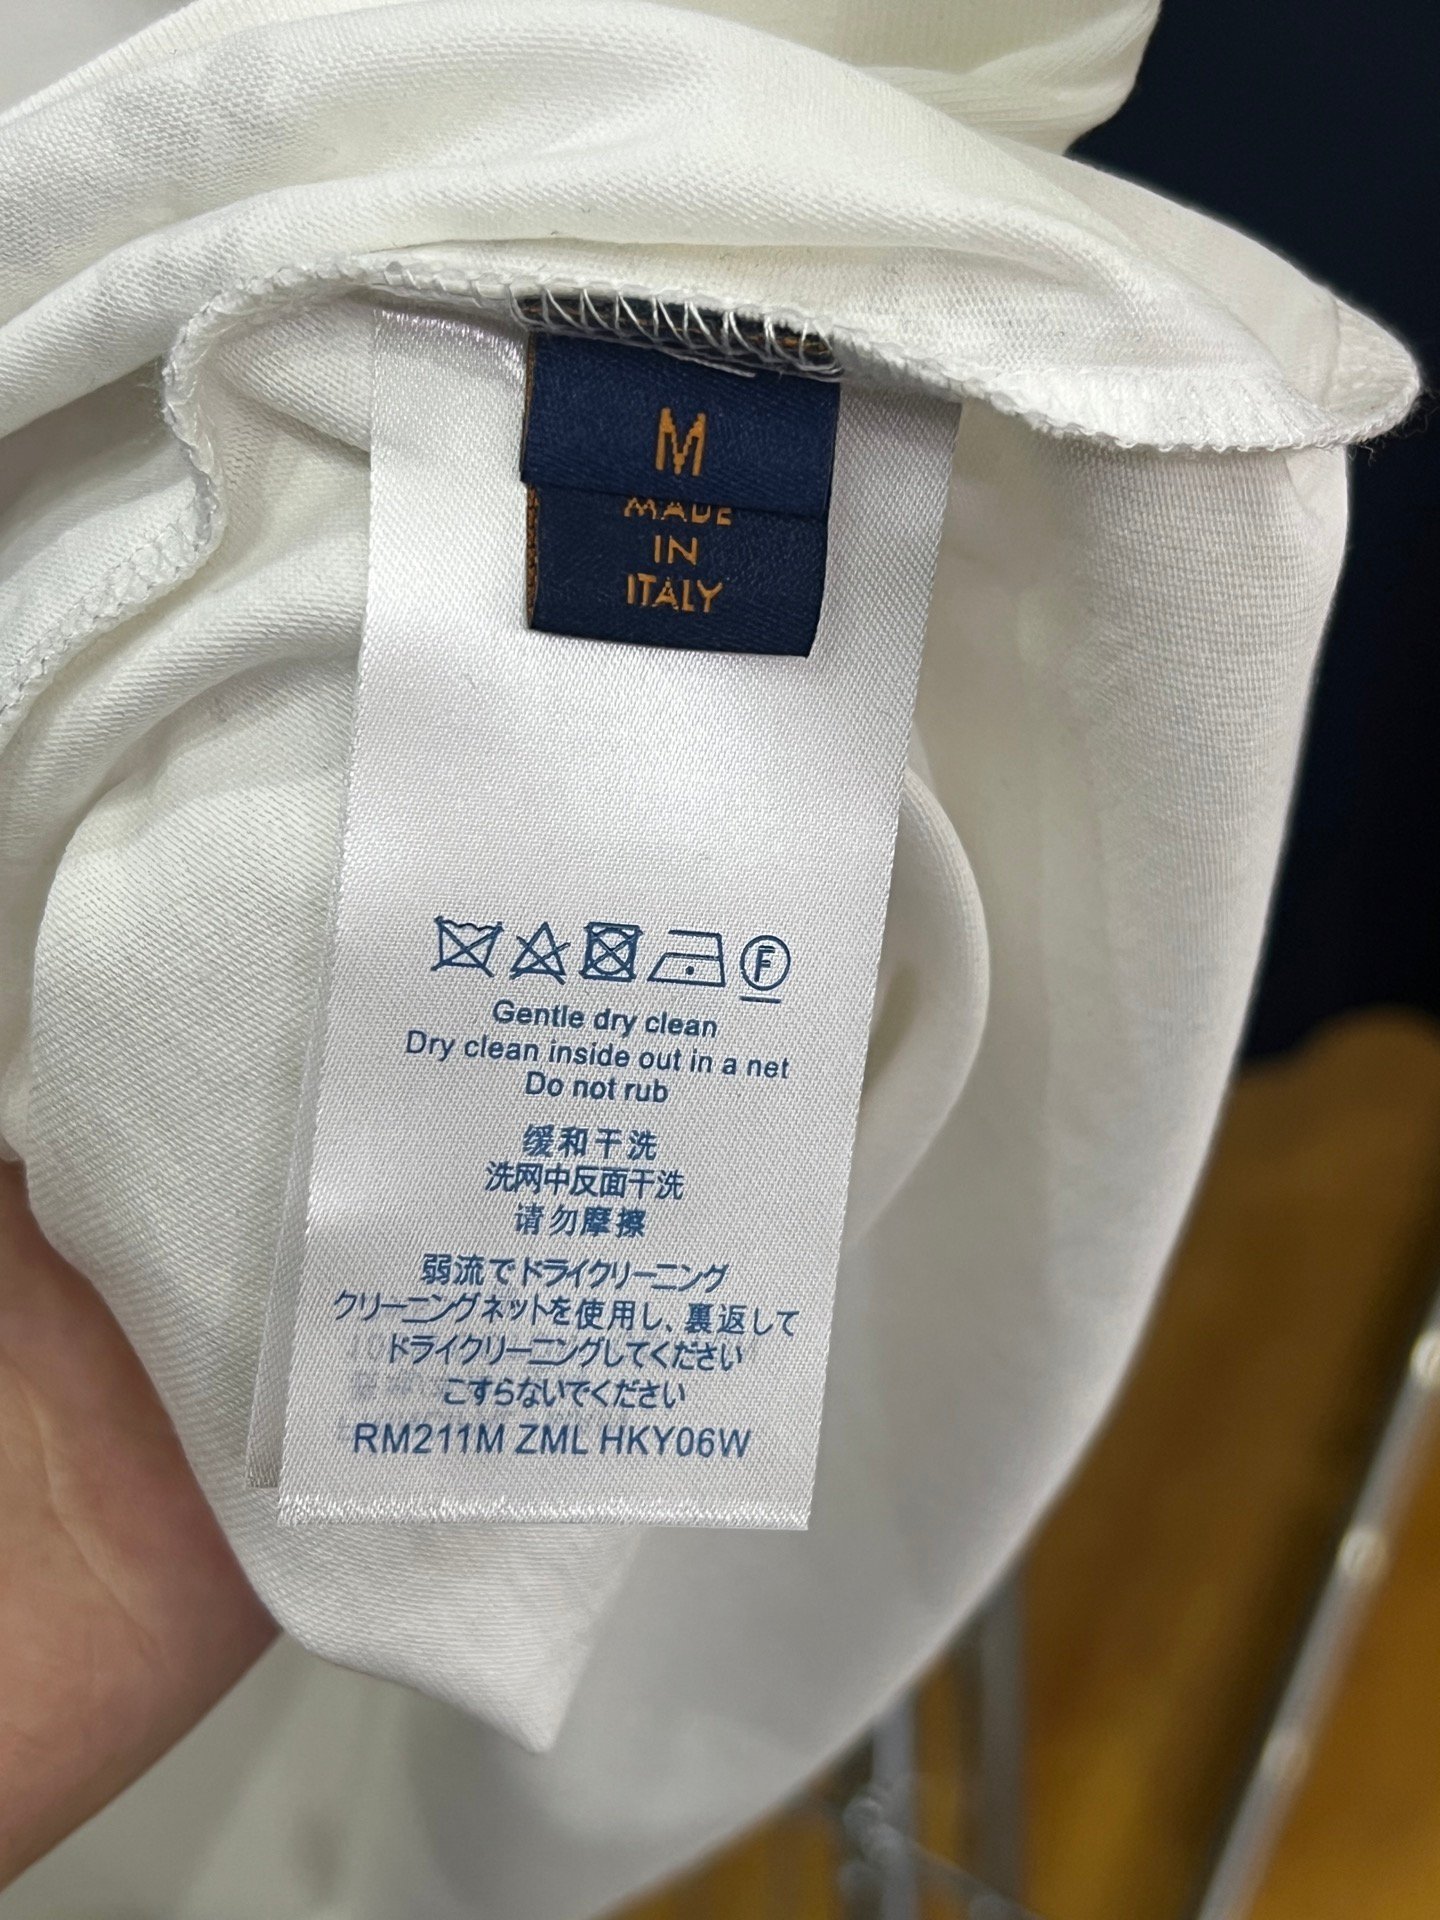 M
MADE
IN
ITALY
F
Gentle dry clean
Dry clean inside out in a net
Do not rub
缓和干洗
洗网中反面干洗
请勿摩擦
弱流でドライクリーニング
クリーニングネットを使用し、裏返して
ドライクリーニングしてください
こすらないでください
RM211M ZML HKY06W